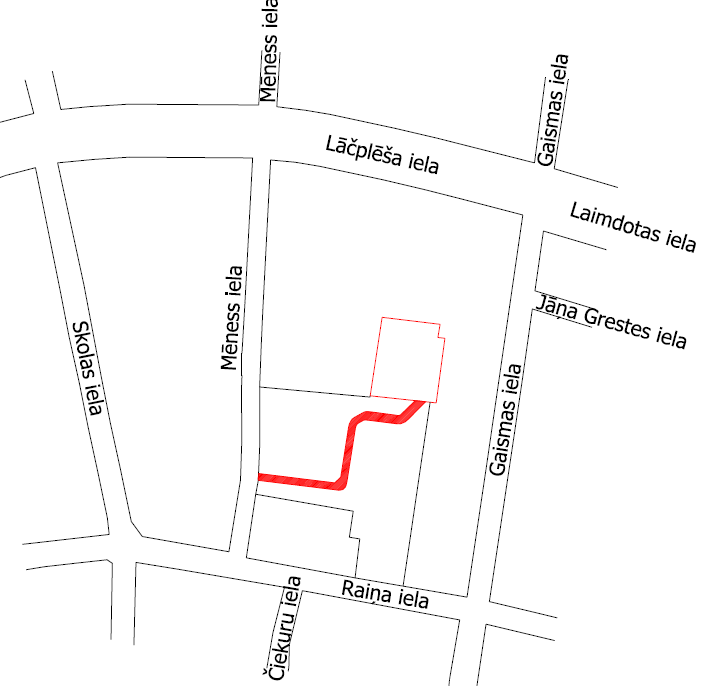 Mēness iela
Gaismas iela
Lāčplēša iela
Laimdotas iela
Mēness iela
Jāņa Grestes iela
Skolas iela
Gaismas iela
Raiņa iela
Čiekuru iela